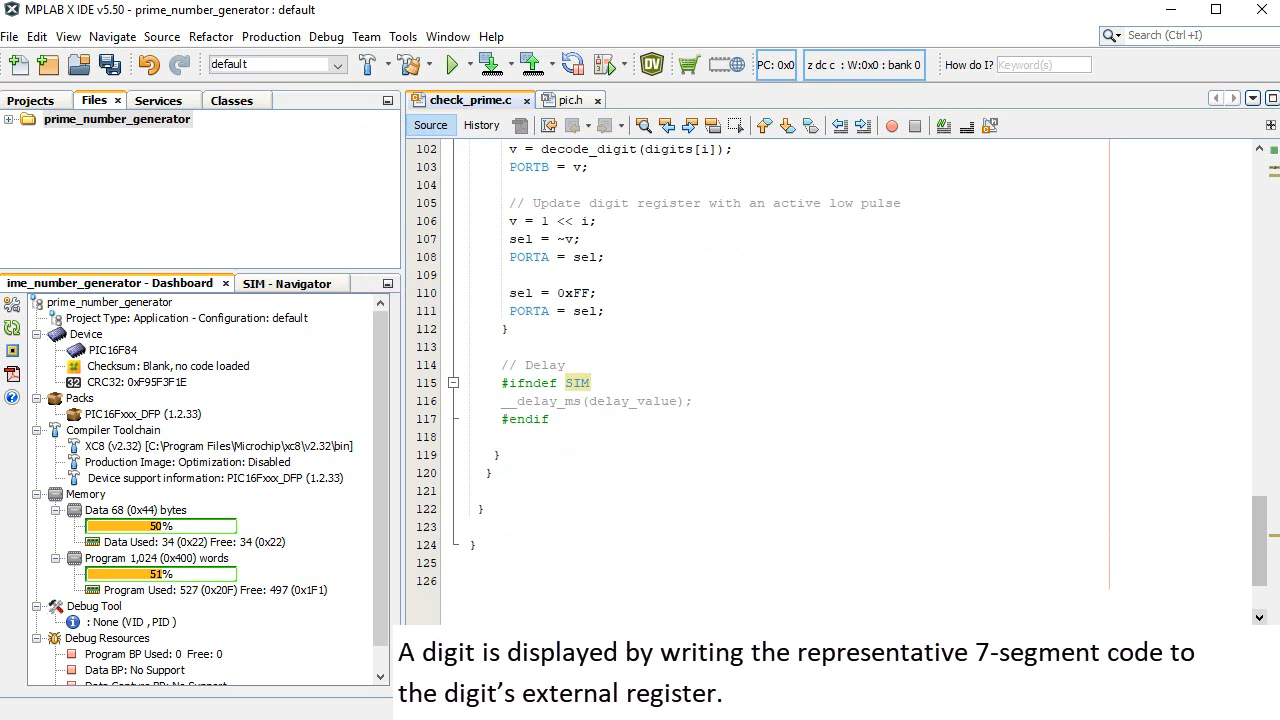 MPLAB X IDE v5.50 - prime_number_generator : default
File Edit View Navigate Source Refactor Production Debug Team Tools Window Help
Search (Ctrl +I)
default
PC: 0x0
z dc c : W:0x0 : bank 0
How do I? Keyword(s)
Projects Files Services Classes
prime_number_generator
ime_number_generator - Dashboard
SIM - Navigator
prime_number_generator
Project Type: Application - Configuration: default
Device
PIC16F84
Checksum: Blank, no code loaded
CRC32: 0xF95F3F1E
Packs
PIC16Fxxx_DFP (1.2.33)
Compiler Toolchain
XC8 (v2.32) [C:\Program Files\Microchip\xc8\v2.32\bin]
Production Image: Optimization: Disabled
Device support information: PIC16Fxxx_DFP (1.2.33)
Memory
Data 68 (0x44) bytes
50%
Data Used: 34 (0x22) Free: 34 (0x22)
Program 1,024 (0x400) words
51%
Program Used: 527 (0x20F) Free: 497 (0x1F1)
Debug Tool
: None (VID , PID )
Debug Resources
Program BP Used: 0 Free: 0
Data BP: No Support
Data Capture BP: No Support
check_prime.c pic.h
Source History
102 v = decode_digit(digits[i]);
103 PORTB = v;
104
105 // Update digit register with an active low pulse
106 v = 1 << i;
107 sel = ~v;
108 PORTA = sel;
109
110 sel = 0xFF;
111 PORTA = sel;
112 }
113
114 // Delay
115 #ifndef SIM
116 __delay_ms(delay_value);
117 #endif
118
119 }
120 }
121
122 }
123
124 }
125
126
A digit is displayed by writing the representative 7-segment code to
the digit's external register.